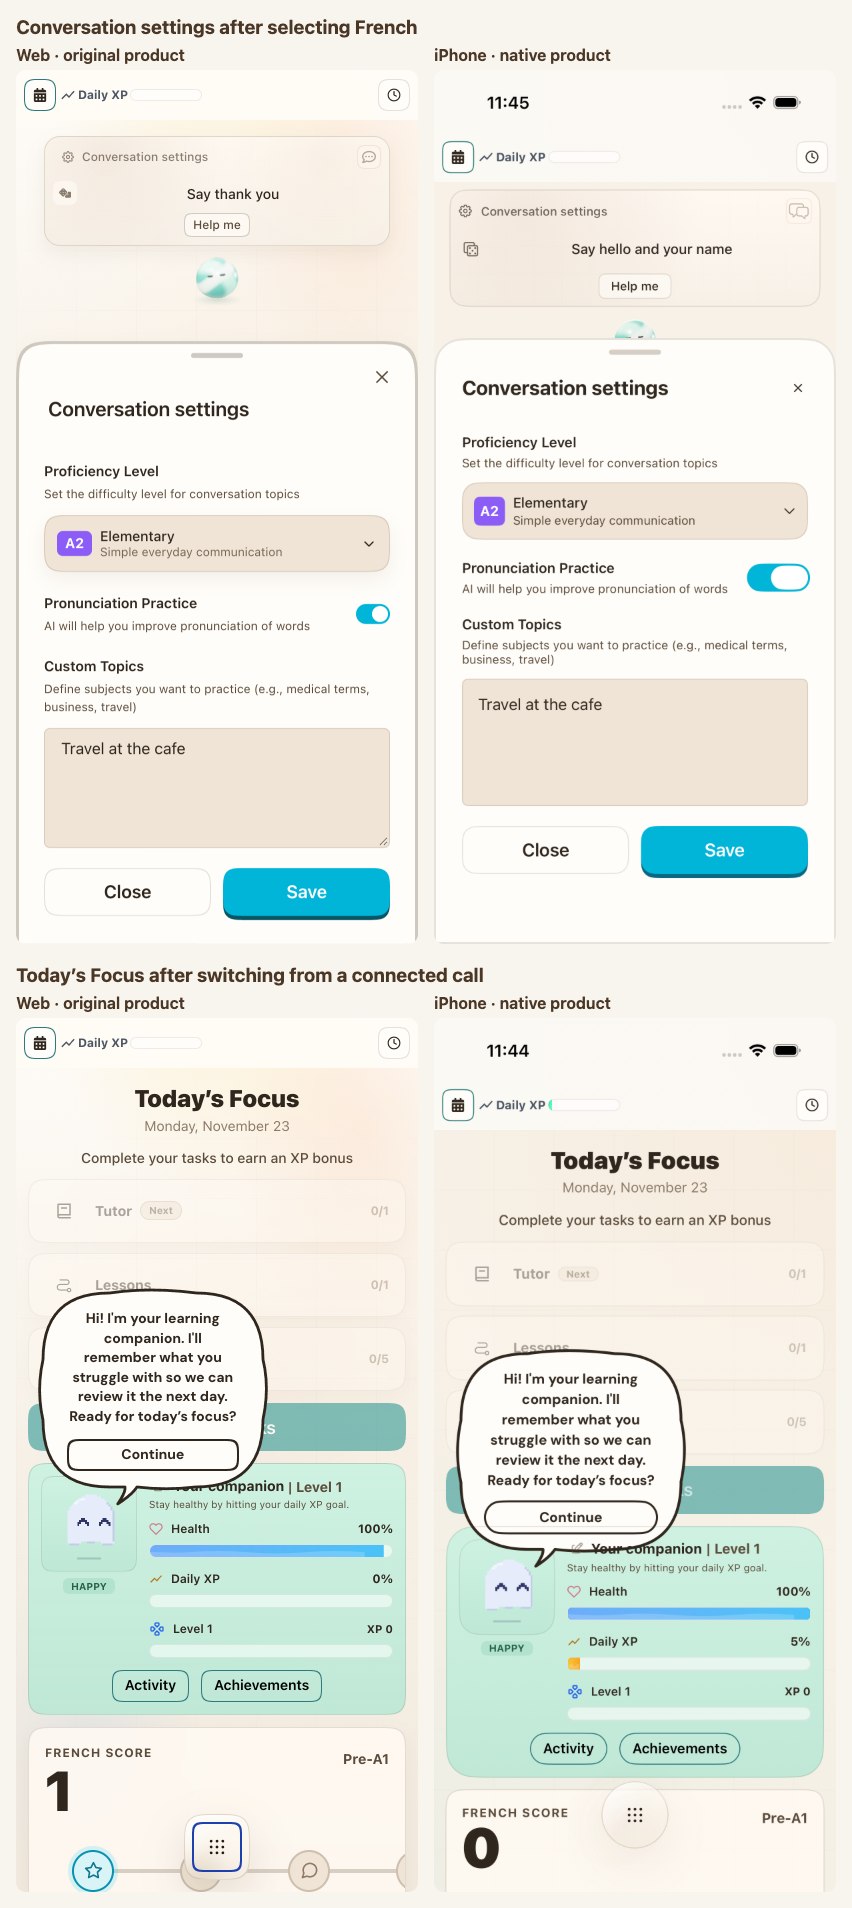 Conversation settings after selecting French
Web · original product
Daily XP
Conversation settings
Say thank you
Help me
Conversation settings
Proficiency Level
Set the difficulty level for conversation topics
A2
Elementary
Simple everyday communication
Pronunciation Practice
AI will help you improve pronunciation of words
Custom Topics
Define subjects you want to practice (e.g., medical terms,
business, travel)
Travel at the cafe
Close
Save
iPhone · native product
11:45
Daily XP
Conversation settings
Say hello and your name
Help me
Conversation settings
Proficiency Level
Set the difficulty level for conversation topics
A2
Elementary
Simple everyday communication
Pronunciation Practice
AI will help you improve pronunciation of words
Custom Topics
Define subjects you want to practice (e.g., medical terms,
business, travel)
Travel at the cafe
Close
Save
Today's Focus after switching from a connected call
Web · original product
Daily XP
Today's Focus
Monday, November 23
Complete your tasks to earn an XP bonus
Tutor
Next
0/1
Lessons
0/1
0/5
Hi! I'm your learning
companion. I'll
remember what you
struggle with so we can
review it the next day.
Ready for today's focus?
Continue
Your companion | Level 1
Stay healthy by hitting your daily XP goal.
Health
100%
HAPPY
Daily XP
0%
Level 1
XP 0
Activity
Achievements
FRENCH SCORE
Pre-A1
1
iPhone · native product
11:44
Daily XP
Today's Focus
Monday, November 23
Complete your tasks to earn an XP bonus
Tutor
Next
0/1
Lessons
0/1
0/5
Hi! I'm your learning
companion. I'll
remember what you
struggle with so we can
review it the next day.
Ready for today's focus?
Continue
Your companion | Level 1
Stay healthy by hitting your daily XP goal.
Health
100%
HAPPY
Daily XP
5%
Level 1
XP 0
Activity
Achievements
FRENCH SCORE
Pre-A1
0